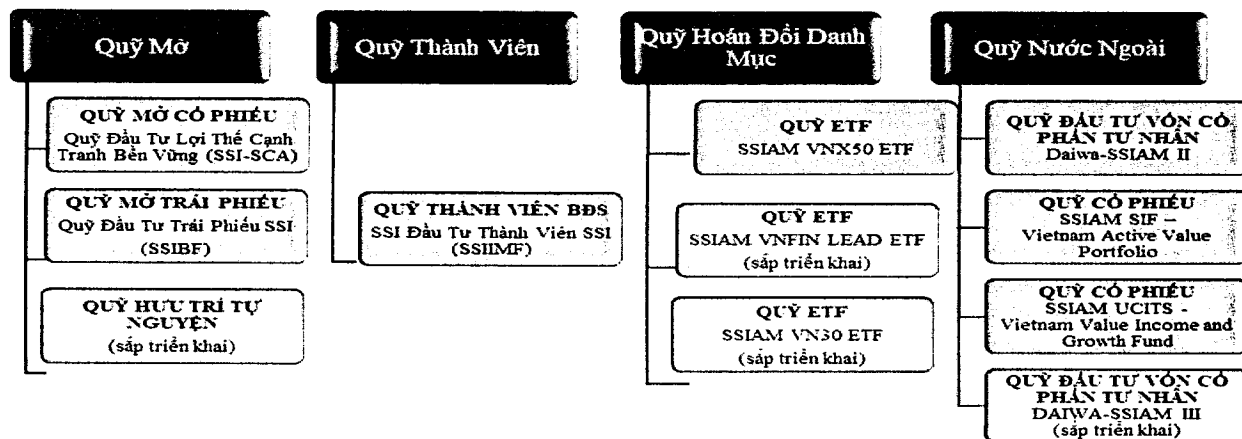 Quỹ Mở
QUỸ MỞ CỔ PHIẾU
Quỹ Đầu Tư Lợi Thế Cạnh
Tranh Bền Vững (SSI-SCA)
QUỸ MỞ TRÁI PHIẾU
Quỹ Đầu Tư Trái Phiếu SSI
(SSIBF)
QUỸ HƯU TRÍ TỰ
NGUYỆN
(sắp triển khai)
Quỹ Thành Viên
QUỸ THÀNH VIÊN BĐS
SSI Đầu Tư Thành Viên SSI
(SSIIMF)
Quỹ Hoán Đổi Danh
Mục
QUỸ ETF
SSIAM VNX50 ETF
QUỸ ETF
SSIAM VNFIN LEAD ETF
(sắp triển khai)
QUỸ ETF
SSIAM VN30 ETF
(sắp triển khai)
Quỹ Nước Ngoài
QUỸ ĐẦU TƯ VỐN CỔ
PHẦN TƯ NHÂN
Daiwa-SSIAM II
QUỸ CỔ PHIẾU
SSIAM SIF –
Vietnam Active Value
Portfolio
QUỸ CỔ PHIẾU
SSIAM UCITS -
Vietnam Value Income and
Growth Fund
QUỸ ĐẦU TƯ VỐN CỔ
PHẦN TƯ NHÂN
DAIWA-SSIAM III
(sắp triển khai)